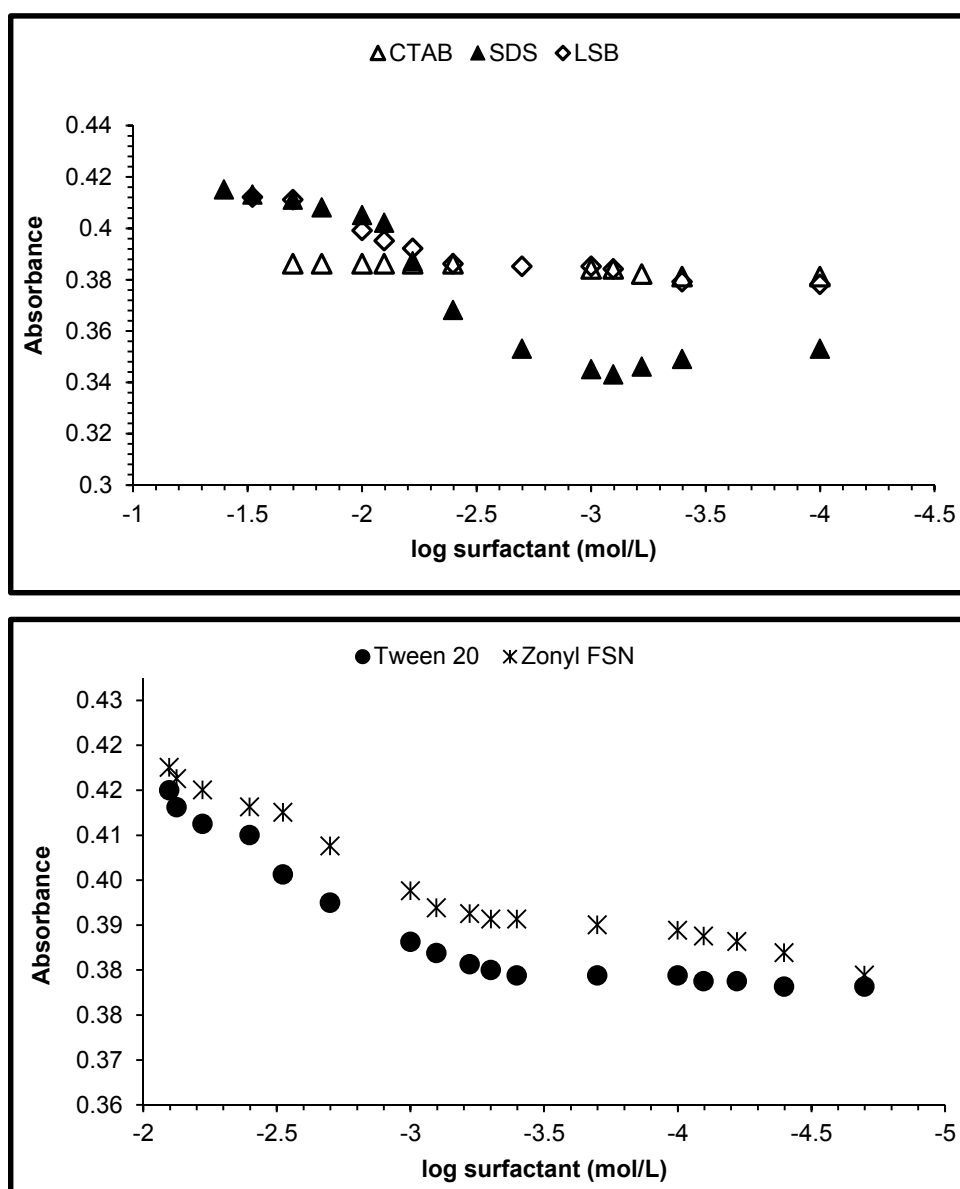 CTAB SDS LSB
0.44
0.42
0.4
0.38
0.36
0.34
0.32
0.3
Absorbance
-1 -1.5 -2 -2.5 -3 -3.5 -4 -4.5
log surfactant (mol/L)
Tween 20 Zonyl FSN
0.43
0.42
0.42
0.41
0.40
0.39
0.38
0.38
0.37
0.36
Absorbance
-2 -2.5 -3 -3.5 -4 -4.5 -5
log surfactant (mol/L)